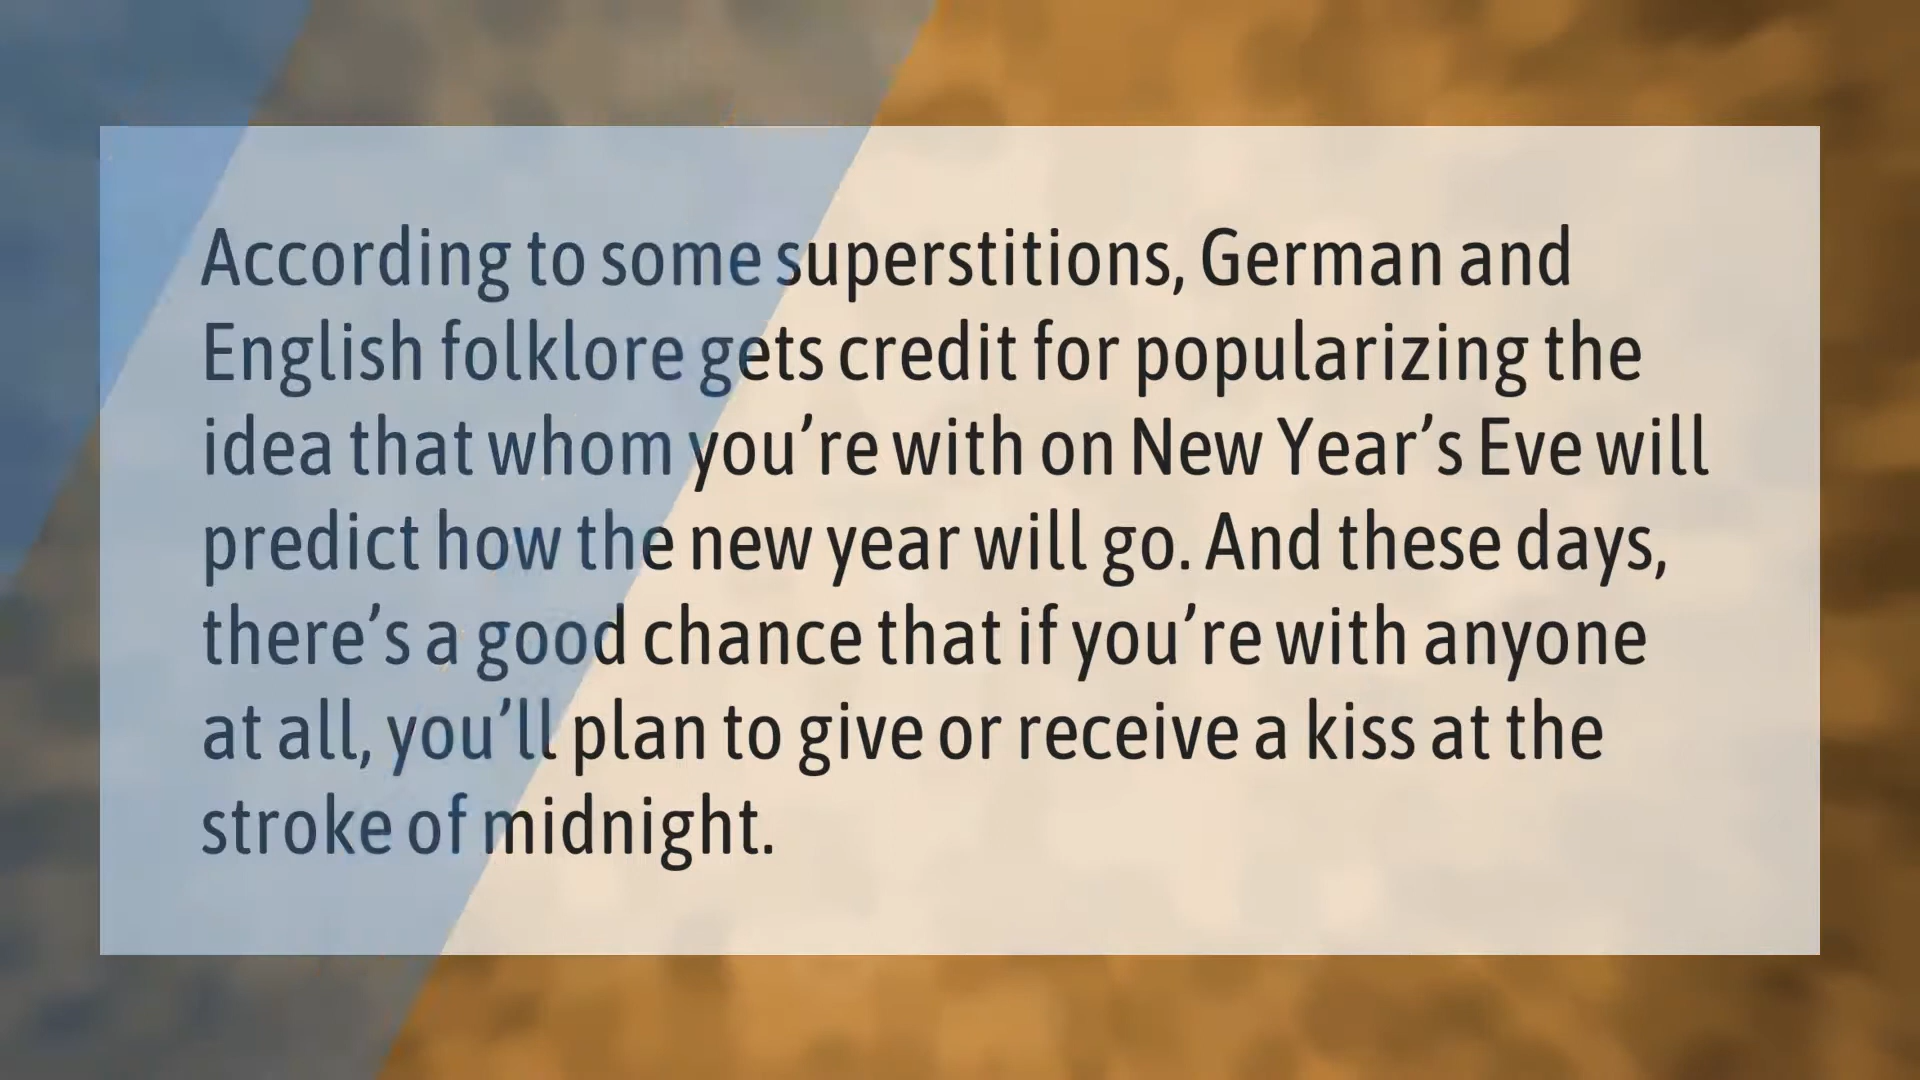 According to some superstitions, German and
English folklore gets credit for popularizing the
idea that whom you’re with on New Year’s Eve will
predict how the new year will go. And these days,
there’s a good chance that if you’re with anyone
at all, you’ll plan to give or receive a kiss at the
stroke of midnight.